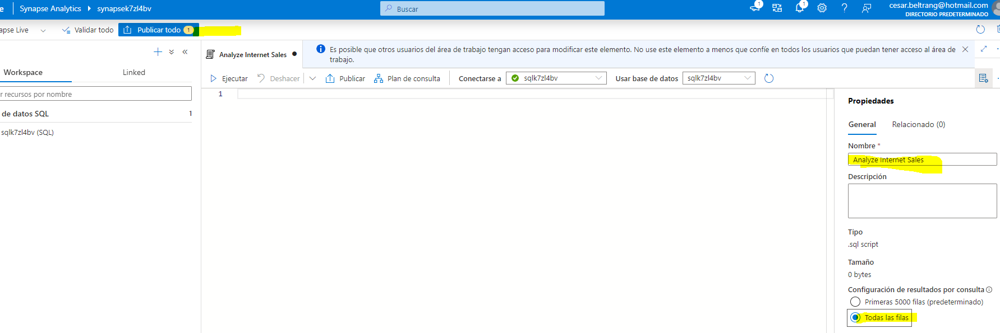 e Synapse Analytics synapsek7zl4bv
Buscar
1 1
cesar.beltrang@hotmail.com
DIRECTORIO PREDETERMINADO
apse Live Validar todo Publicar todo 1
Workspace Linked
r recursos por nombre
de datos SQL 1
sqlk7zl4bv (SQL)
Analyze Internet Sales
Es posible que otros usuarios del área de trabajo tengan acceso para modificar este elemento. No use este elemento a menos que confíe en todos los usuarios que puedan tener acceso al área de
trabajo.
Ejecutar Deshacer Publicar Plan de consulta Conectarse a sqlk7zl4bv Usar base de datos sqlk7zl4bv
1
Propiedades
General Relacionado (0)
Nombre *
Analyze Internet Sales
Descripción
Tipo
.sql script
Tamaño
0 bytes
Configuración de resultados por consulta
Primeras 5000 filas (predeterminado)
Todas las filas